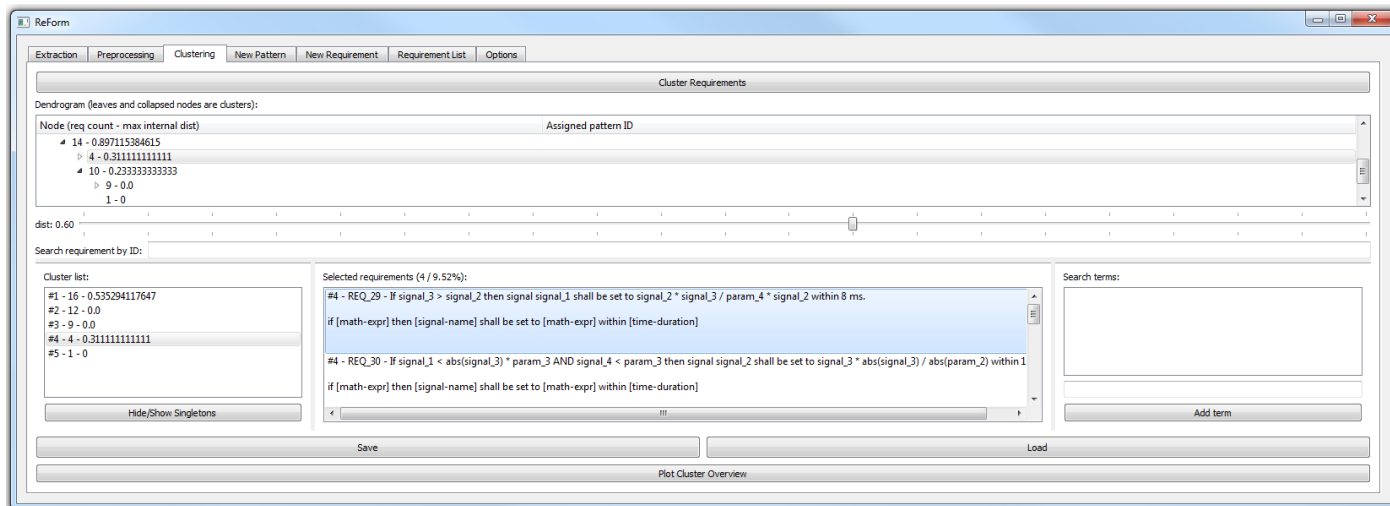 ReForm
Extraction Preprocessing Clustering New Pattern New Requirement Requirement List Options
Cluster Requirements
Dendrogram (leaves and collapsed nodes are clusters):
Node (req count - max internal dist) Assigned pattern ID
14 - 0.897115384615
4 - 0.311111111111
10 - 0.233333333333
9 - 0.0
1 - 0
dist: 0.60
Search requirement by ID:
Cluster list:
#1 - 16 - 0.535294117647
#2 - 12 - 0.0
#3 - 9 - 0.0
#4 - 4 - 0.311111111111
#5 - 1 - 0
Hide/Show Singletons
Selected requirements (4 / 9.52%):
#4 - REQ_29 - If signal_3 > signal_2 then signal signal_1 shall be set to signal_2 * signal_3 / param_4 * signal_2 within 8 ms.
if [math-expr] then [signal-name] shall be set to [math-expr] within [time-duration]
#4 - REQ_30 - If signal_1 < abs(signal_3) * param_3 AND signal_4 < param_3 then signal signal_2 shall be set to signal_3 * abs(signal_3) / abs(param_2) within 1
if [math-expr] then [signal-name] shall be set to [math-expr] within [time-duration]
Search terms:
Add term
Save Load
Plot Cluster Overview